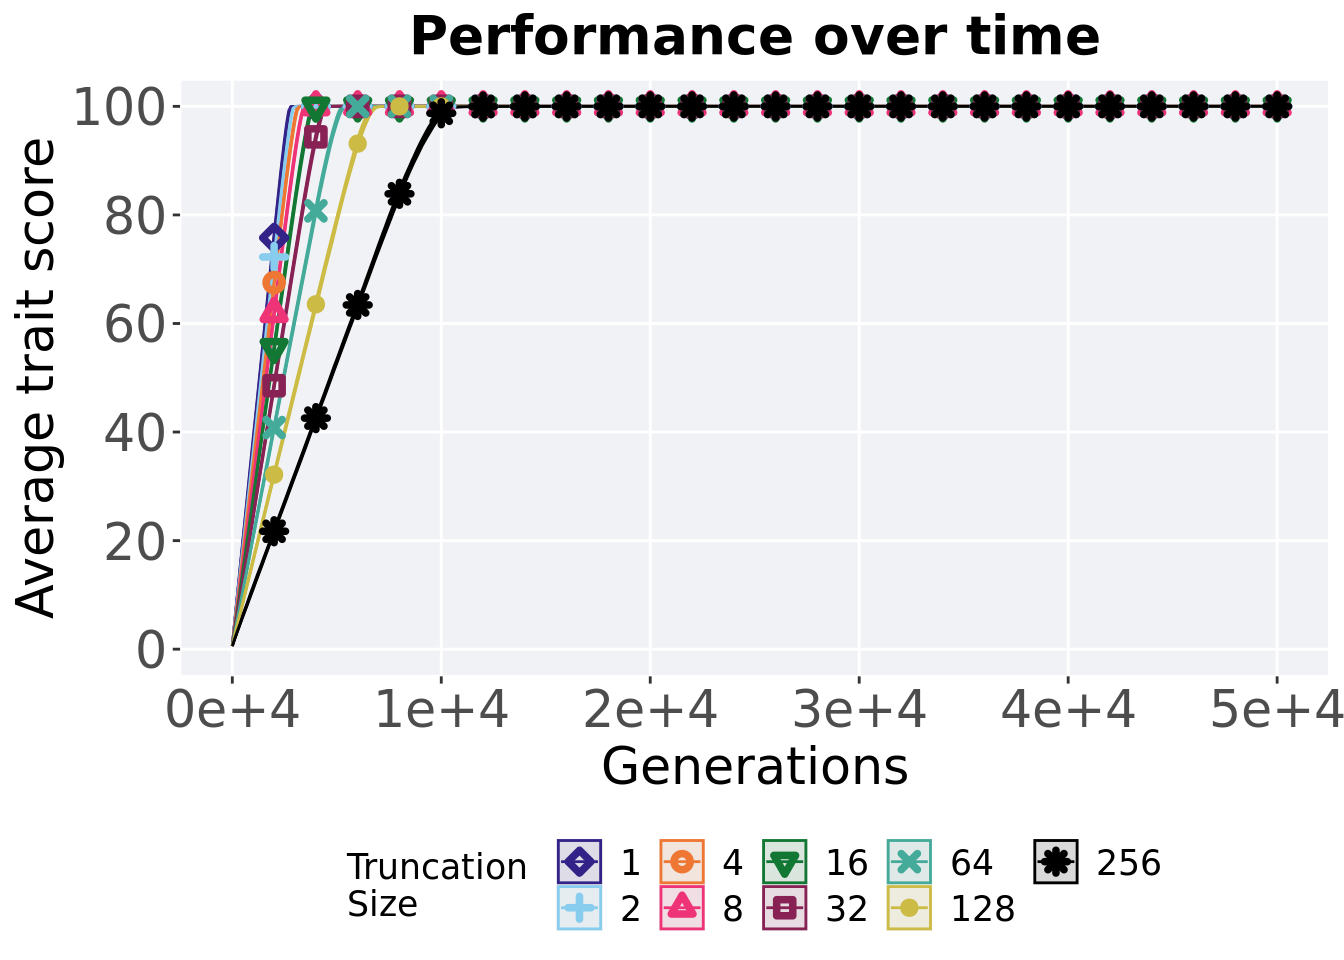 Performance over time
Average trait score
100
80
60
40
20
0
0e+4 1e+4 2e+4 3e+4 4e+4 5e+4
Generations
Truncation
Size
1 4 16 64 256
2 8 32 128